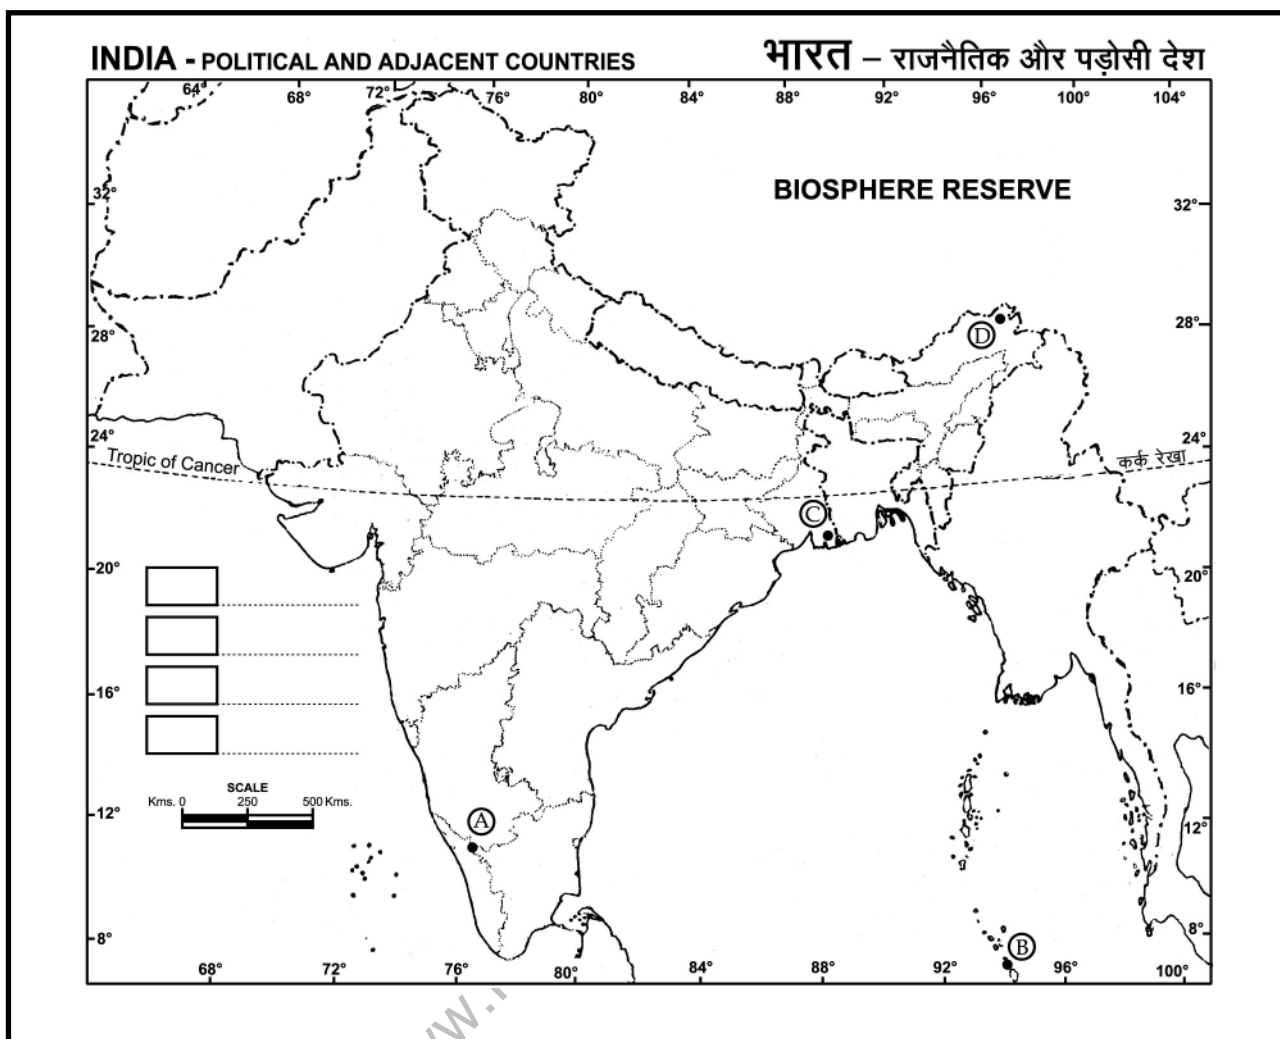 INDIA - POLITICAL AND ADJACENT COUNTRIES
भारत – राजनैतिक और पड़ोसी देश
64° 68° 72° 76° 80° 84° 88° 92° 96° 100° 104°
BIOSPHERE RESERVE
32° 32°
D
28° 28°
24° 24°
Tropic of Cancer
कर्क रेखा
C
20° 20°
16° 16°
SCALE
Kms. 0 250 500 Kms.
A
12° 12°
8° 8°
B
68° 72° 76° 80° 84° 88° 92° 96° 100°